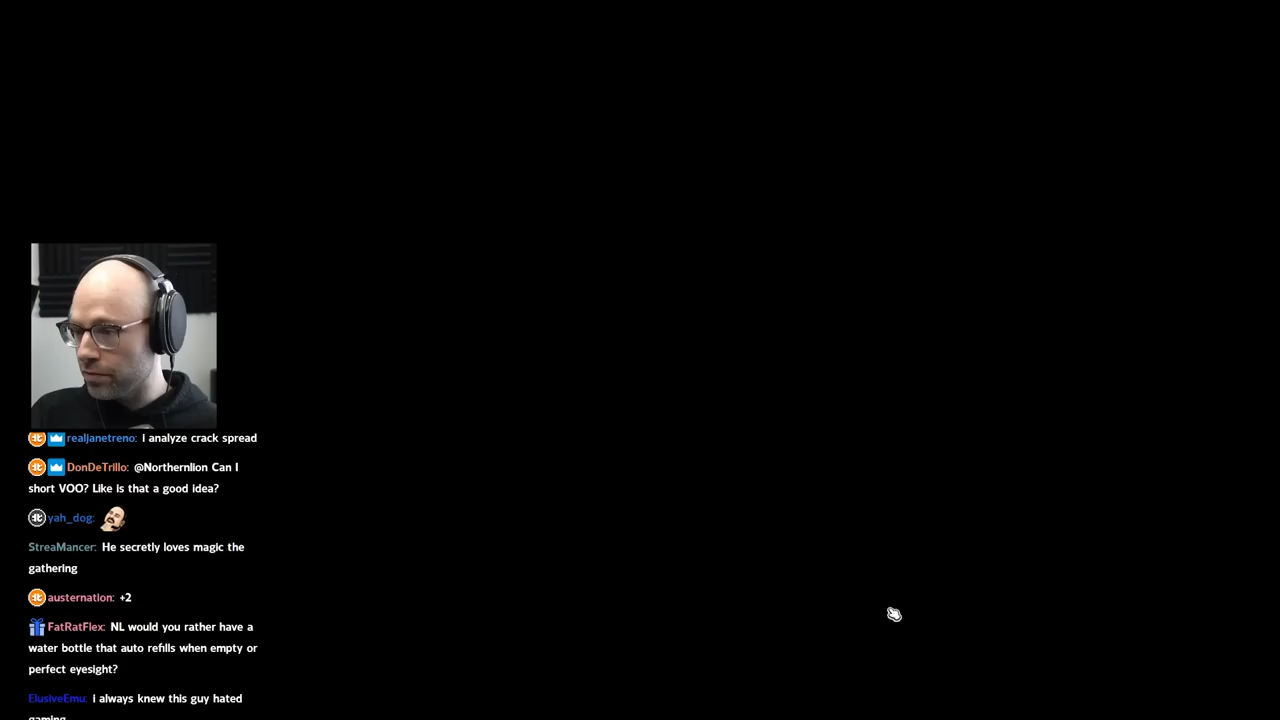 realjanetreno: i analyze crack spread
DonDeTrillo: @Northernlion Can I
short VOO? Like is that a good idea?
yah_dog:
StreaMancer: He secretly loves magic the
gathering
austernation: +2
FatRatFlex: NL would you rather have a
water bottle that auto refills when empty or
perfect eyesight?
ElusiveEmu: i always knew this guy hated
gaming